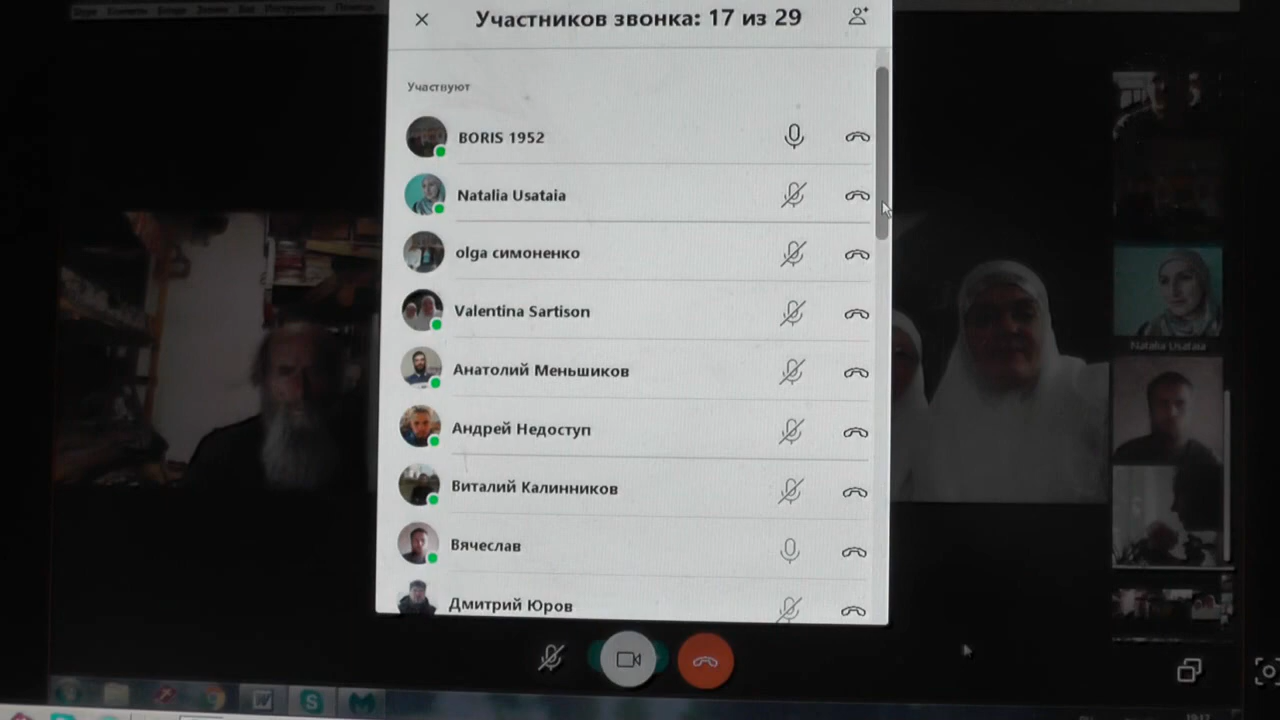 Участников звонка: 17 из 29
Участвуют
BORIS 1952
Natalia Usataia
olga симоненко
Valentina Sartison
Анатолий Меньшиков
Андрей Недоступ
Виталий Калинников
Вячеслав
Дмитрий Юров
Natalia Usataia